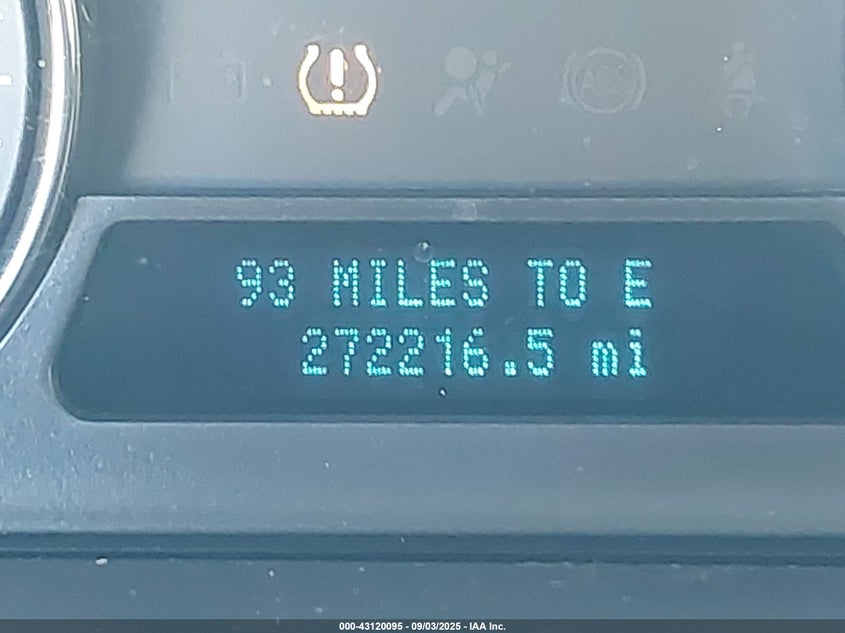 93 MILES TO E
272216.5 mi
000-43120095 - 09/03/2025 - IAA Inc.